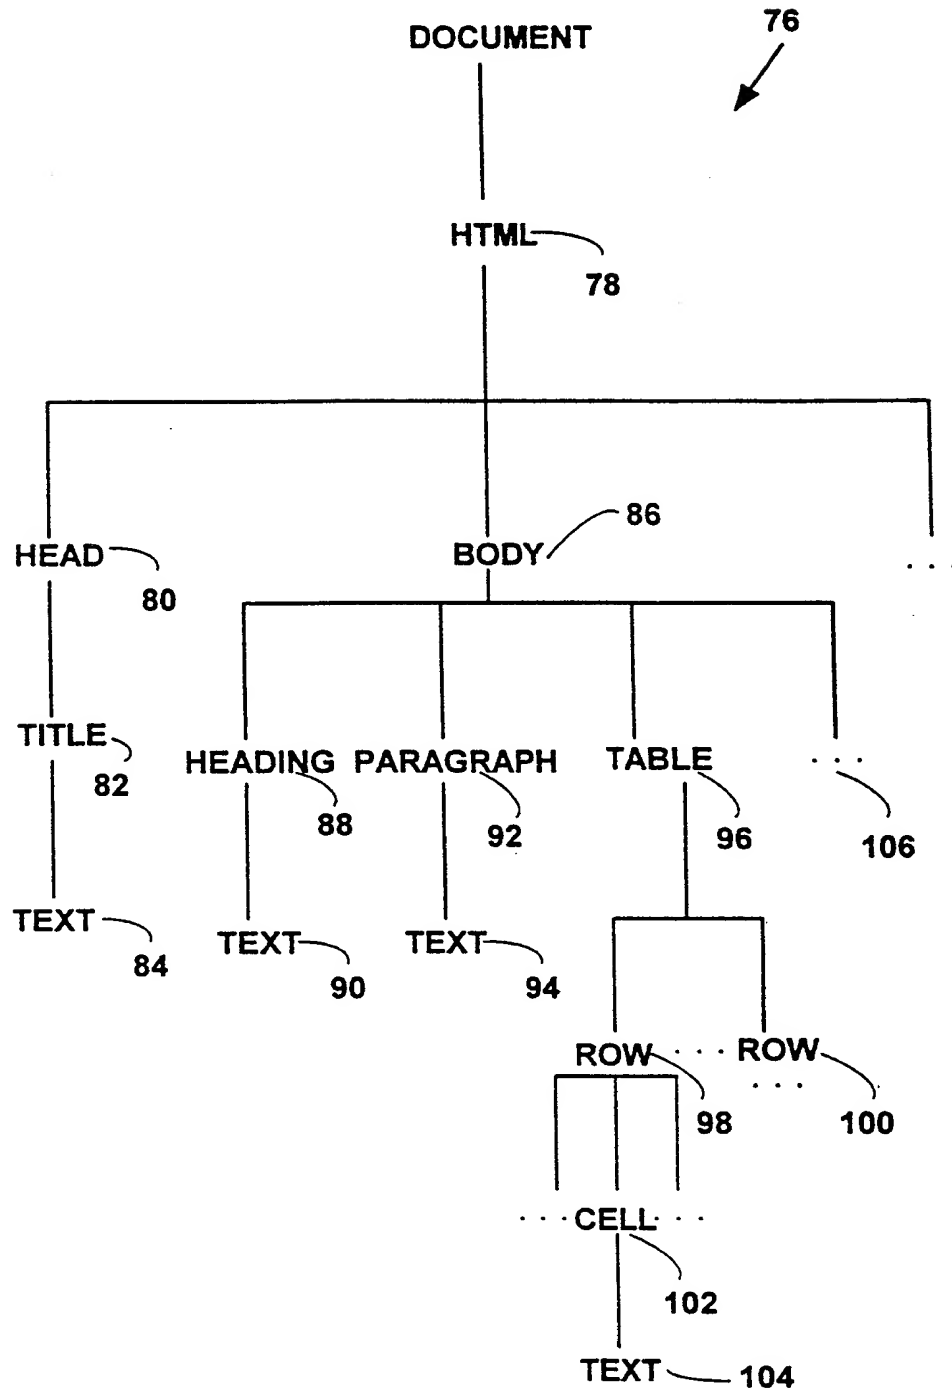 76
DOCUMENT
HTML
78
86
HEAD
BODY
. . .
80
TITLE
82
HEADING
PARAGRAPH
TABLE
. . .
88
92
96
106
TEXT
84
TEXT
90
TEXT
94
ROW . . . ROW
. . .
98
100
. . . CELL . . .
102
TEXT
104